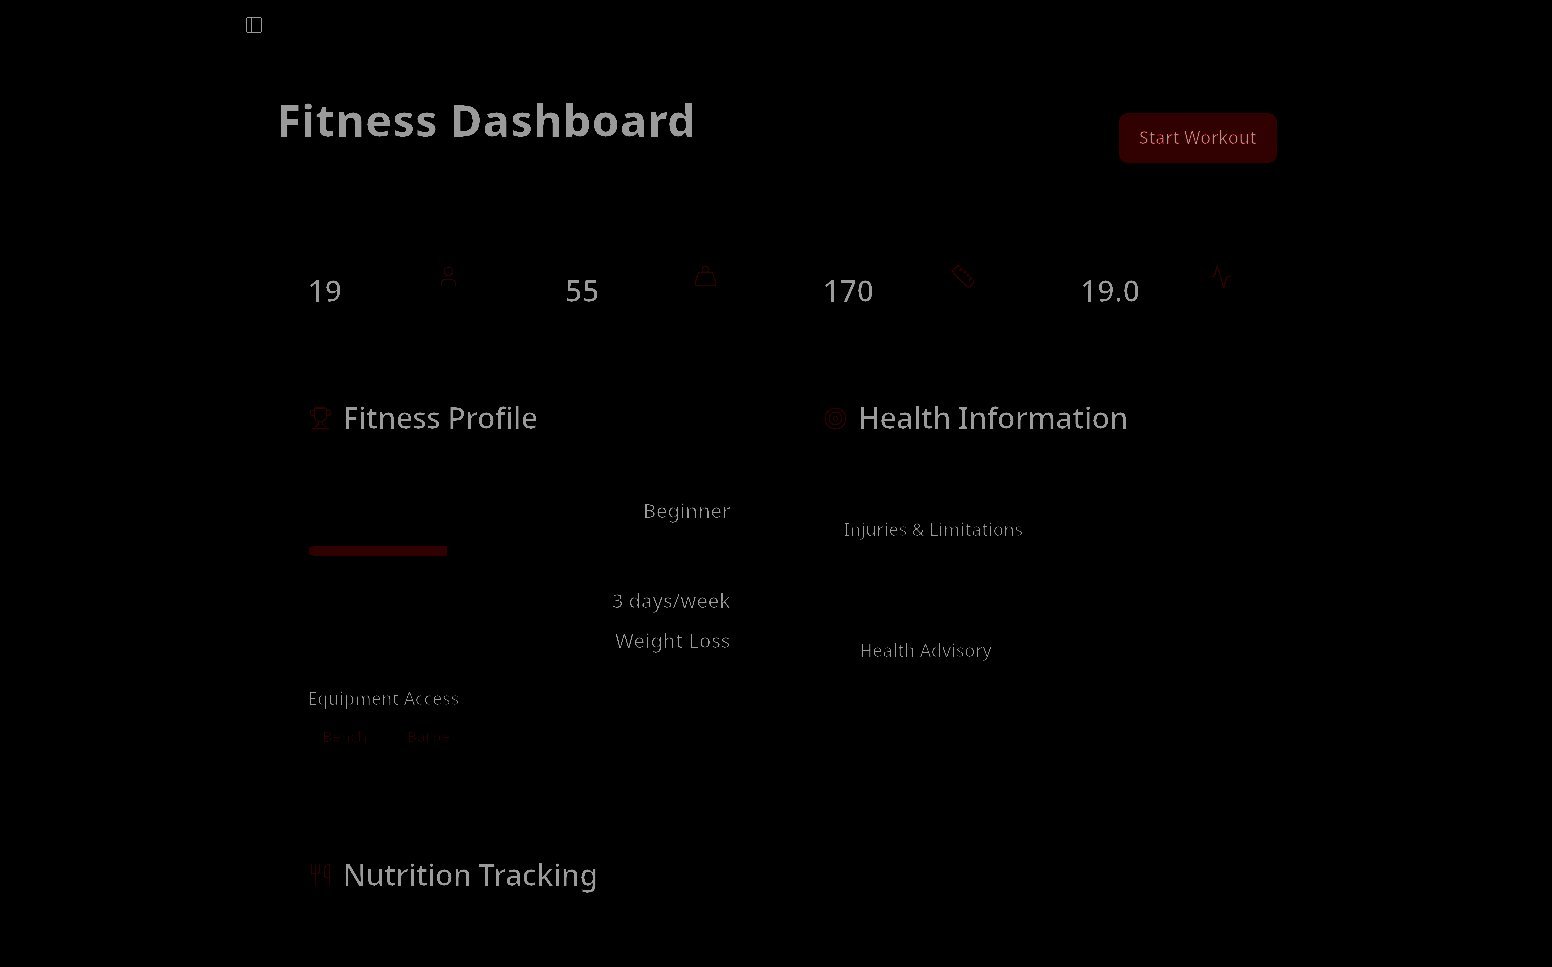 Fitness Dashboard
Start Workout
19
55
170
19.0
Fitness Profile
Beginner
3 days/week
Weight Loss
Equipment Access
Health Information
Injuries & Limitations
Health Advisory
Nutrition Tracking